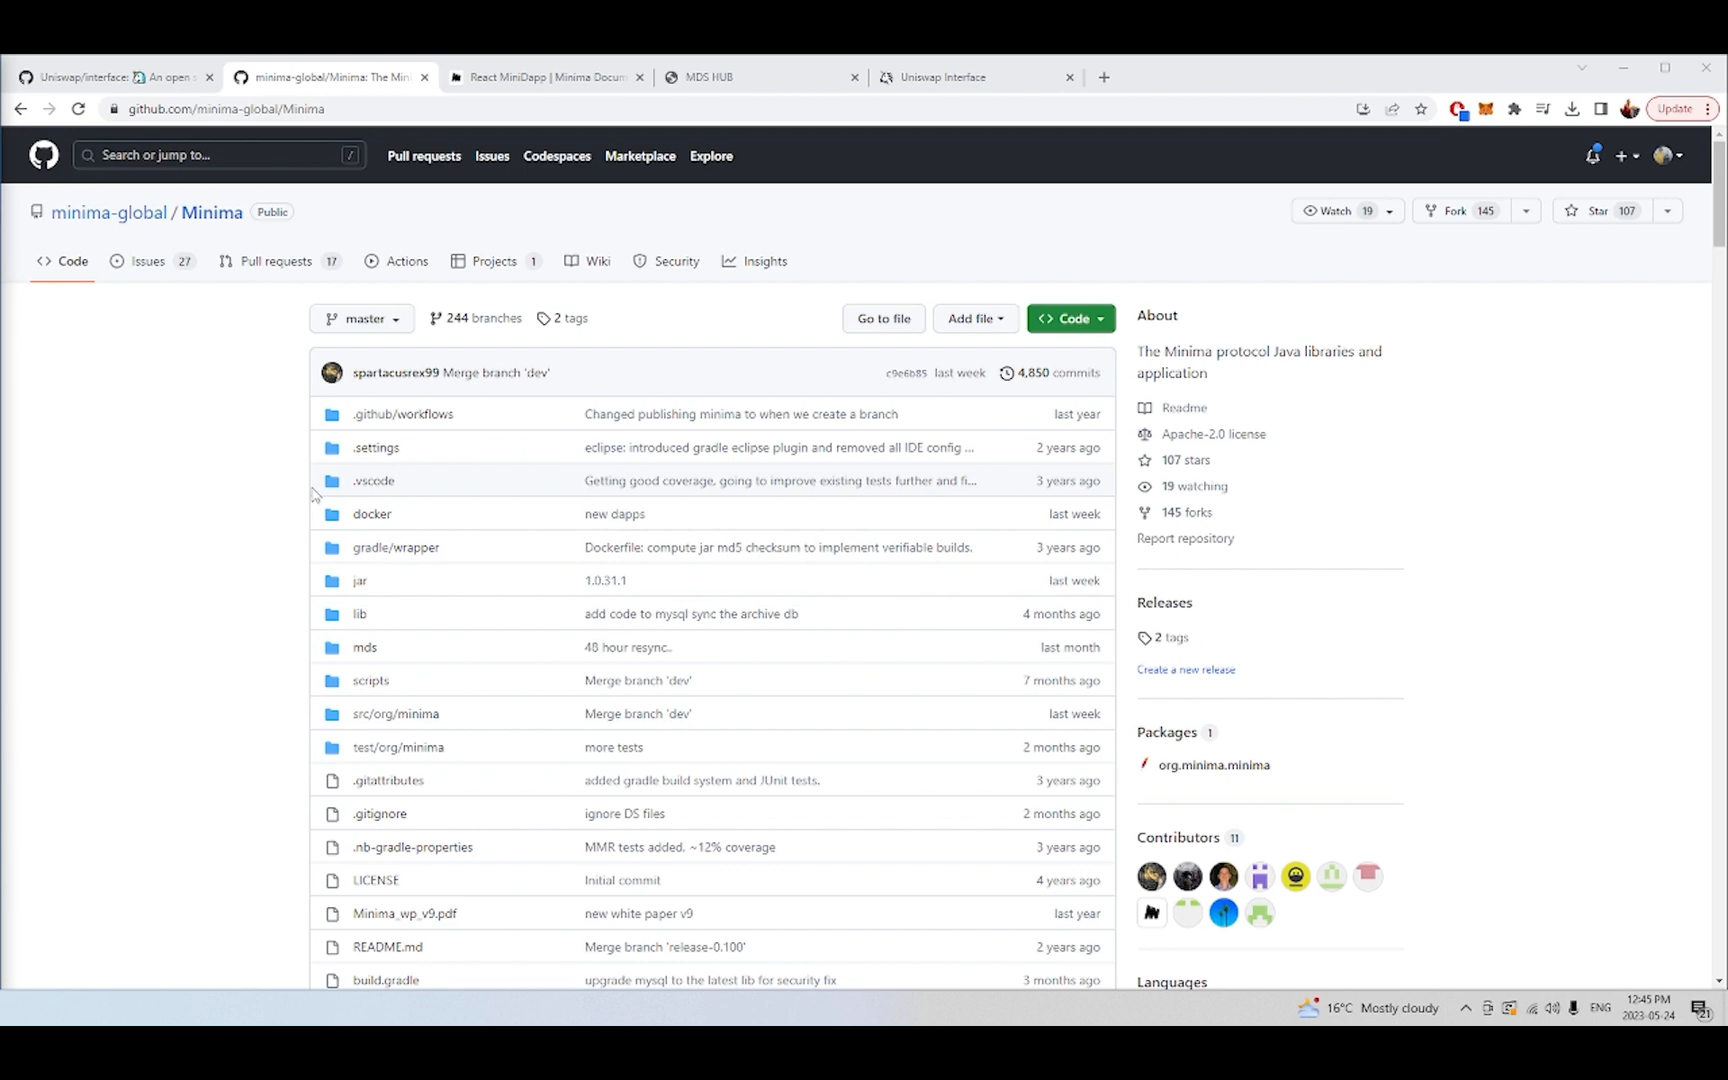 Uniswap/interface: An open s
minima-global/Minima: The Min
React MiniDapp | Minima Docum
MDS HUB
Uniswap Interface
github.com/minima-global/Minima
Update
Search or jump to...
/
Pull requests
Issues
Codespaces
Marketplace
Explore
minima-global / Minima
Public
Watch 19
Fork 145
Star 107
Code
Issues 27
Pull requests 17
Actions
Projects 1
Wiki
Security
Insights
master
244 branches
2 tags
Go to file
Add file
Code
spartacusrex99 Merge branch 'dev'
c9e6b85 last week
4,850 commits
.github/workflows Changed publishing minima to when we create a branch last year
.settings eclipse: introduced gradle eclipse plugin and removed all IDE config ... 2 years ago
.vscode Getting good coverage, going to improve existing tests further and fi... 3 years ago
docker new dapps last week
gradle/wrapper Dockerfile: compute jar md5 checksum to implement verifiable builds. 3 years ago
jar 1.0.31.1 last week
lib add code to mysql sync the archive db 4 months ago
mds 48 hour resync.. last month
scripts Merge branch 'dev' 7 months ago
src/org/minima Merge branch 'dev' last week
test/org/minima more tests 2 months ago
.gitattributes added gradle build system and JUnit tests. 3 years ago
.gitignore ignore DS files 2 months ago
.nb-gradle-properties MMR tests added, ~12% coverage 3 years ago
LICENSE Initial commit 4 years ago
Minima_wp_v9.pdf new white paper v9 last year
README.md Merge branch 'release-0.100' 2 years ago
build.gradle upgrade mysql to the latest lib for security fix 3 months ago
About
The Minima protocol Java libraries and
application
Readme
Apache-2.0 license
107 stars
19 watching
145 forks
Report repository
Releases
2 tags
Create a new release
Packages 1
org.minima.minima
Contributors 11
Languages
16°C Mostly cloudy
ENG
12:45 PM
2023-05-24
21